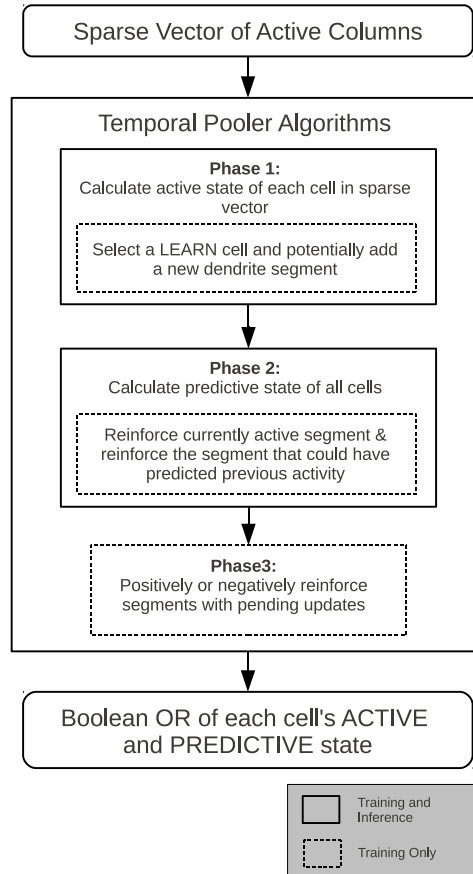 Sparse Vector of Active Columns
Temporal Pooler Algorithms
Phase 1:
Calculate active state of each cell in sparse
vector
Select a LEARN cell and potentially add
a new dendrite segment
Phase 2:
Calculate predictive state of all cells
Reinforce currently active segment &
reinforce the segment that could have
predicted previous activity
Phase3:
Positively or negatively reinforce
segments with pending updates
Boolean OR of each cell's ACTIVE
and PREDICTIVE state
Training and
Inference
Training Only